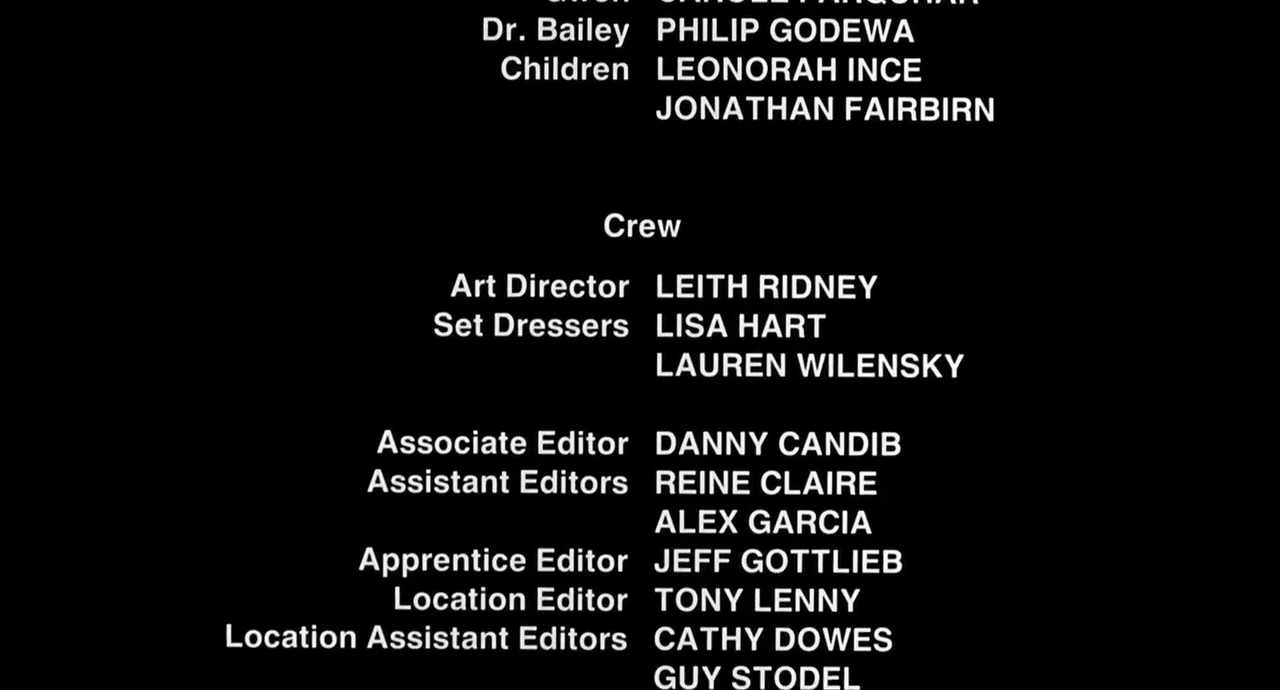 Dr. Bailey PHILIP GODEWA
Children LEONORAH INCE
JONATHAN FAIRBIRN
Crew
Art Director LEITH RIDNEY
Set Dressers LISA HART
LAUREN WILENSKY
Associate Editor DANNY CANDIB
Assistant Editors REINE CLAIRE
ALEX GARCIA
Apprentice Editor JEFF GOTTLIEB
Location Editor TONY LENNY
Location Assistant Editors CATHY DOWES
GUY STODEL